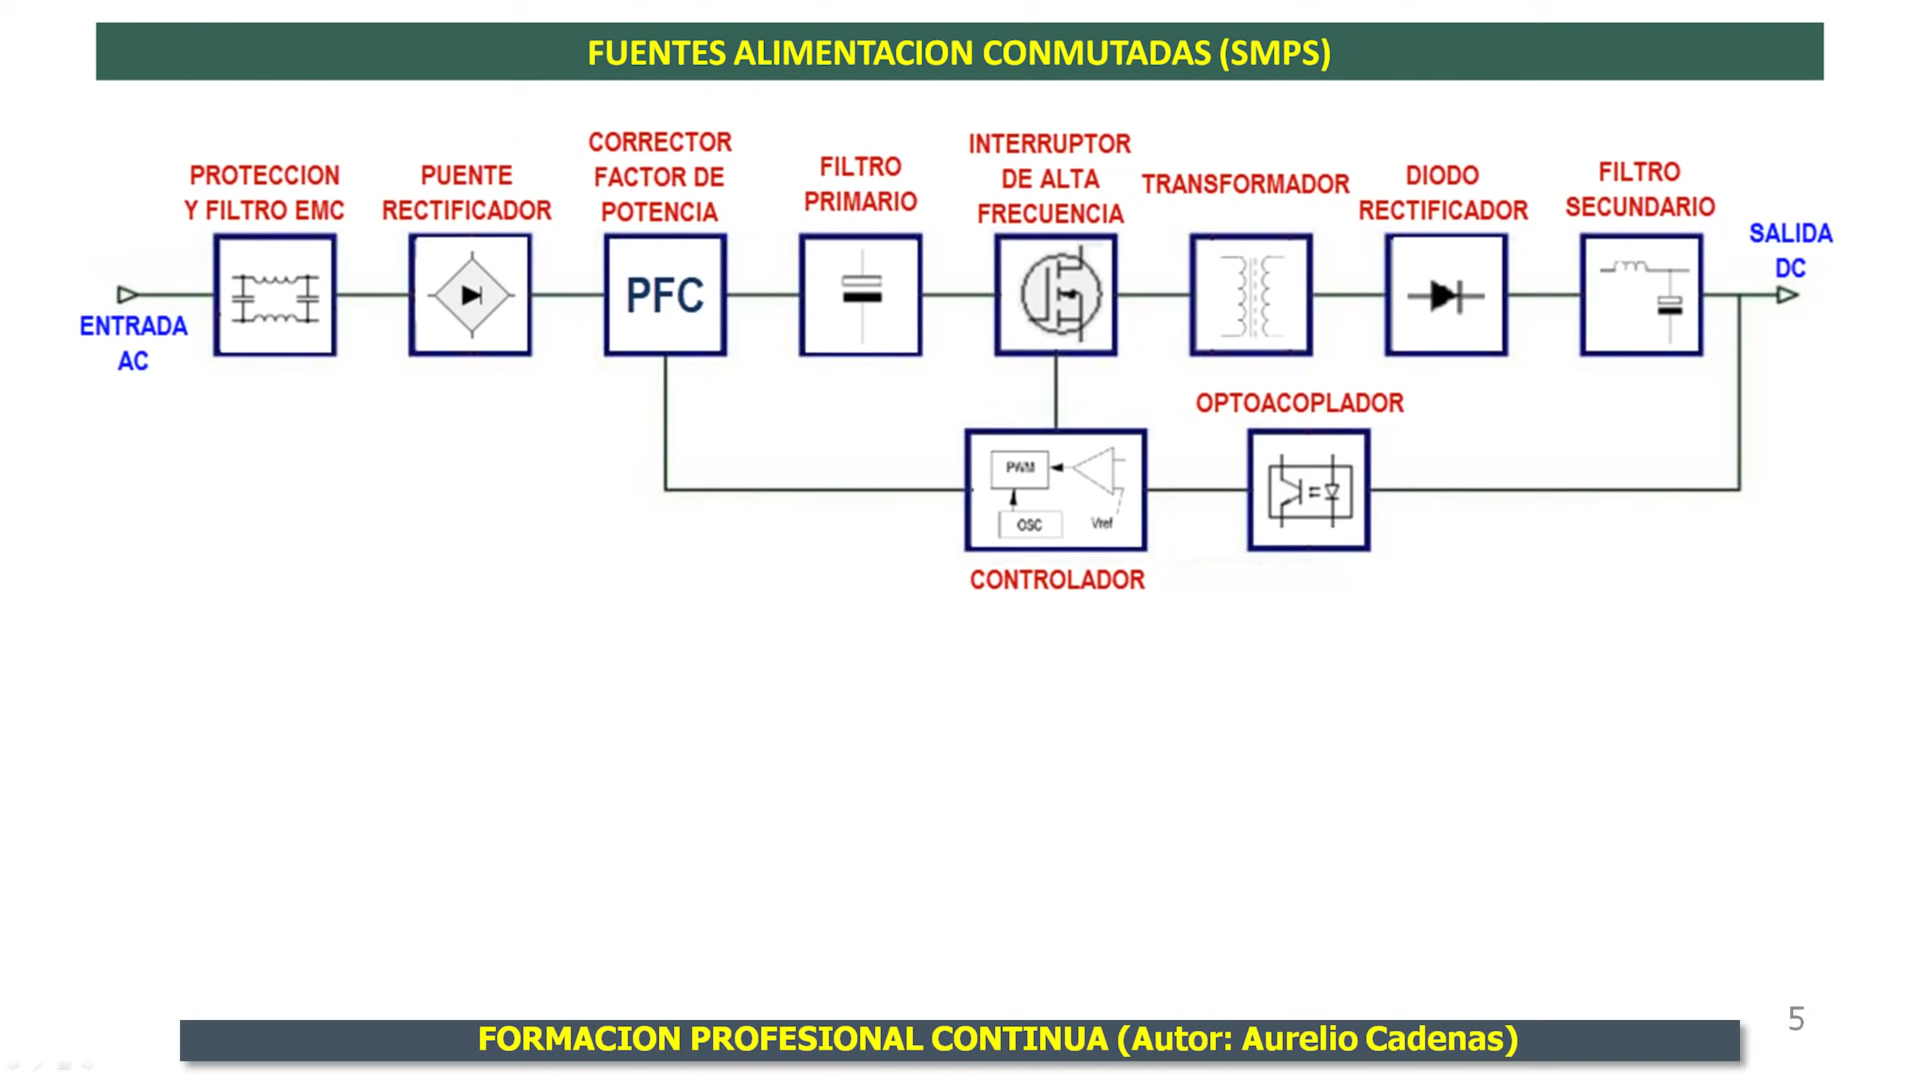 FUENTES ALIMENTACION CONMUTADAS (SMPS)
PROTECCION
Y FILTRO EMC
PUENTE
RECTIFICADOR
CORRECTOR
FACTOR DE
POTENCIA
FILTRO
PRIMARIO
INTERRUPTOR
DE ALTA
FRECUENCIA
TRANSFORMADOR
DIODO
RECTIFICADOR
FILTRO
SECUNDARIO
SALIDA
DC
ENTRADA
AC
PFC
OPTOACOPLADOR
PWM
OSC
Vref
CONTROLADOR
FORMACION PROFESIONAL CONTINUA (Autor: Aurelio Cadenas)
5